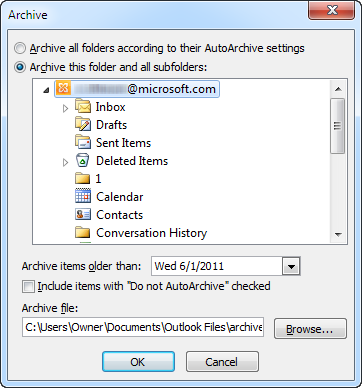 Archive
Archive all folders according to their AutoArchive settings
Archive this folder and all subfolders:
@microsoft.com
Inbox
Drafts
Sent Items
Deleted Items
1
Calendar
Contacts
Conversation History
Archive items older than: Wed 6/1/2011
Include items with "Do not AutoArchive" checked
Archive file:
C:\Users\Owner\Documents\Outlook Files\archive Browse...
OK Cancel